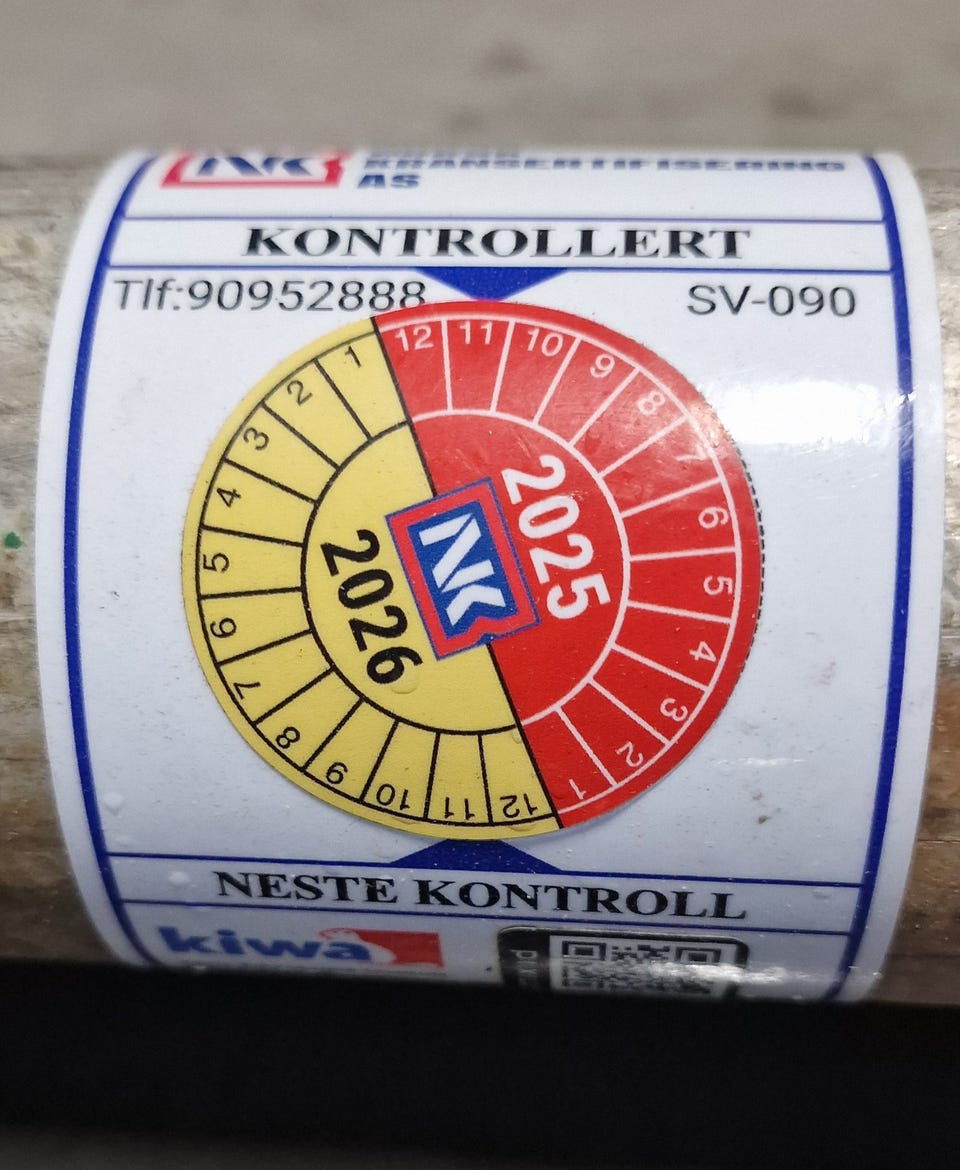 NK
KRANSERTIFISERING
AS
KONTROLLERT
Tlf:90952888
SV-090
12 11 10 9 8 7 6 5 4 3 2 1
2025
NK
2026
1 2 3 4 5 6 7 8 9 10 11 12
NESTE KONTROLL
kiwa